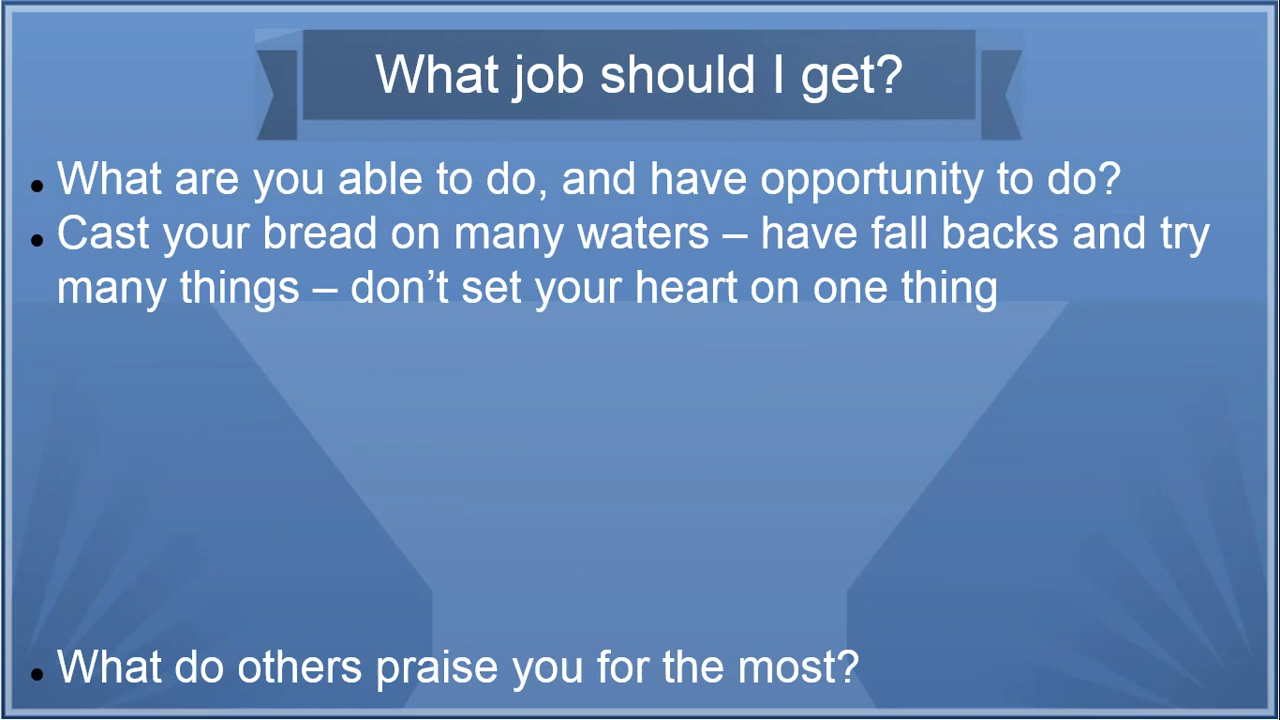 What job should I get?
• What are you able to do, and have opportunity to do?
• Cast your bread on many waters – have fall backs and try
many things – don’t set your heart on one thing
• What do others praise you for the most?